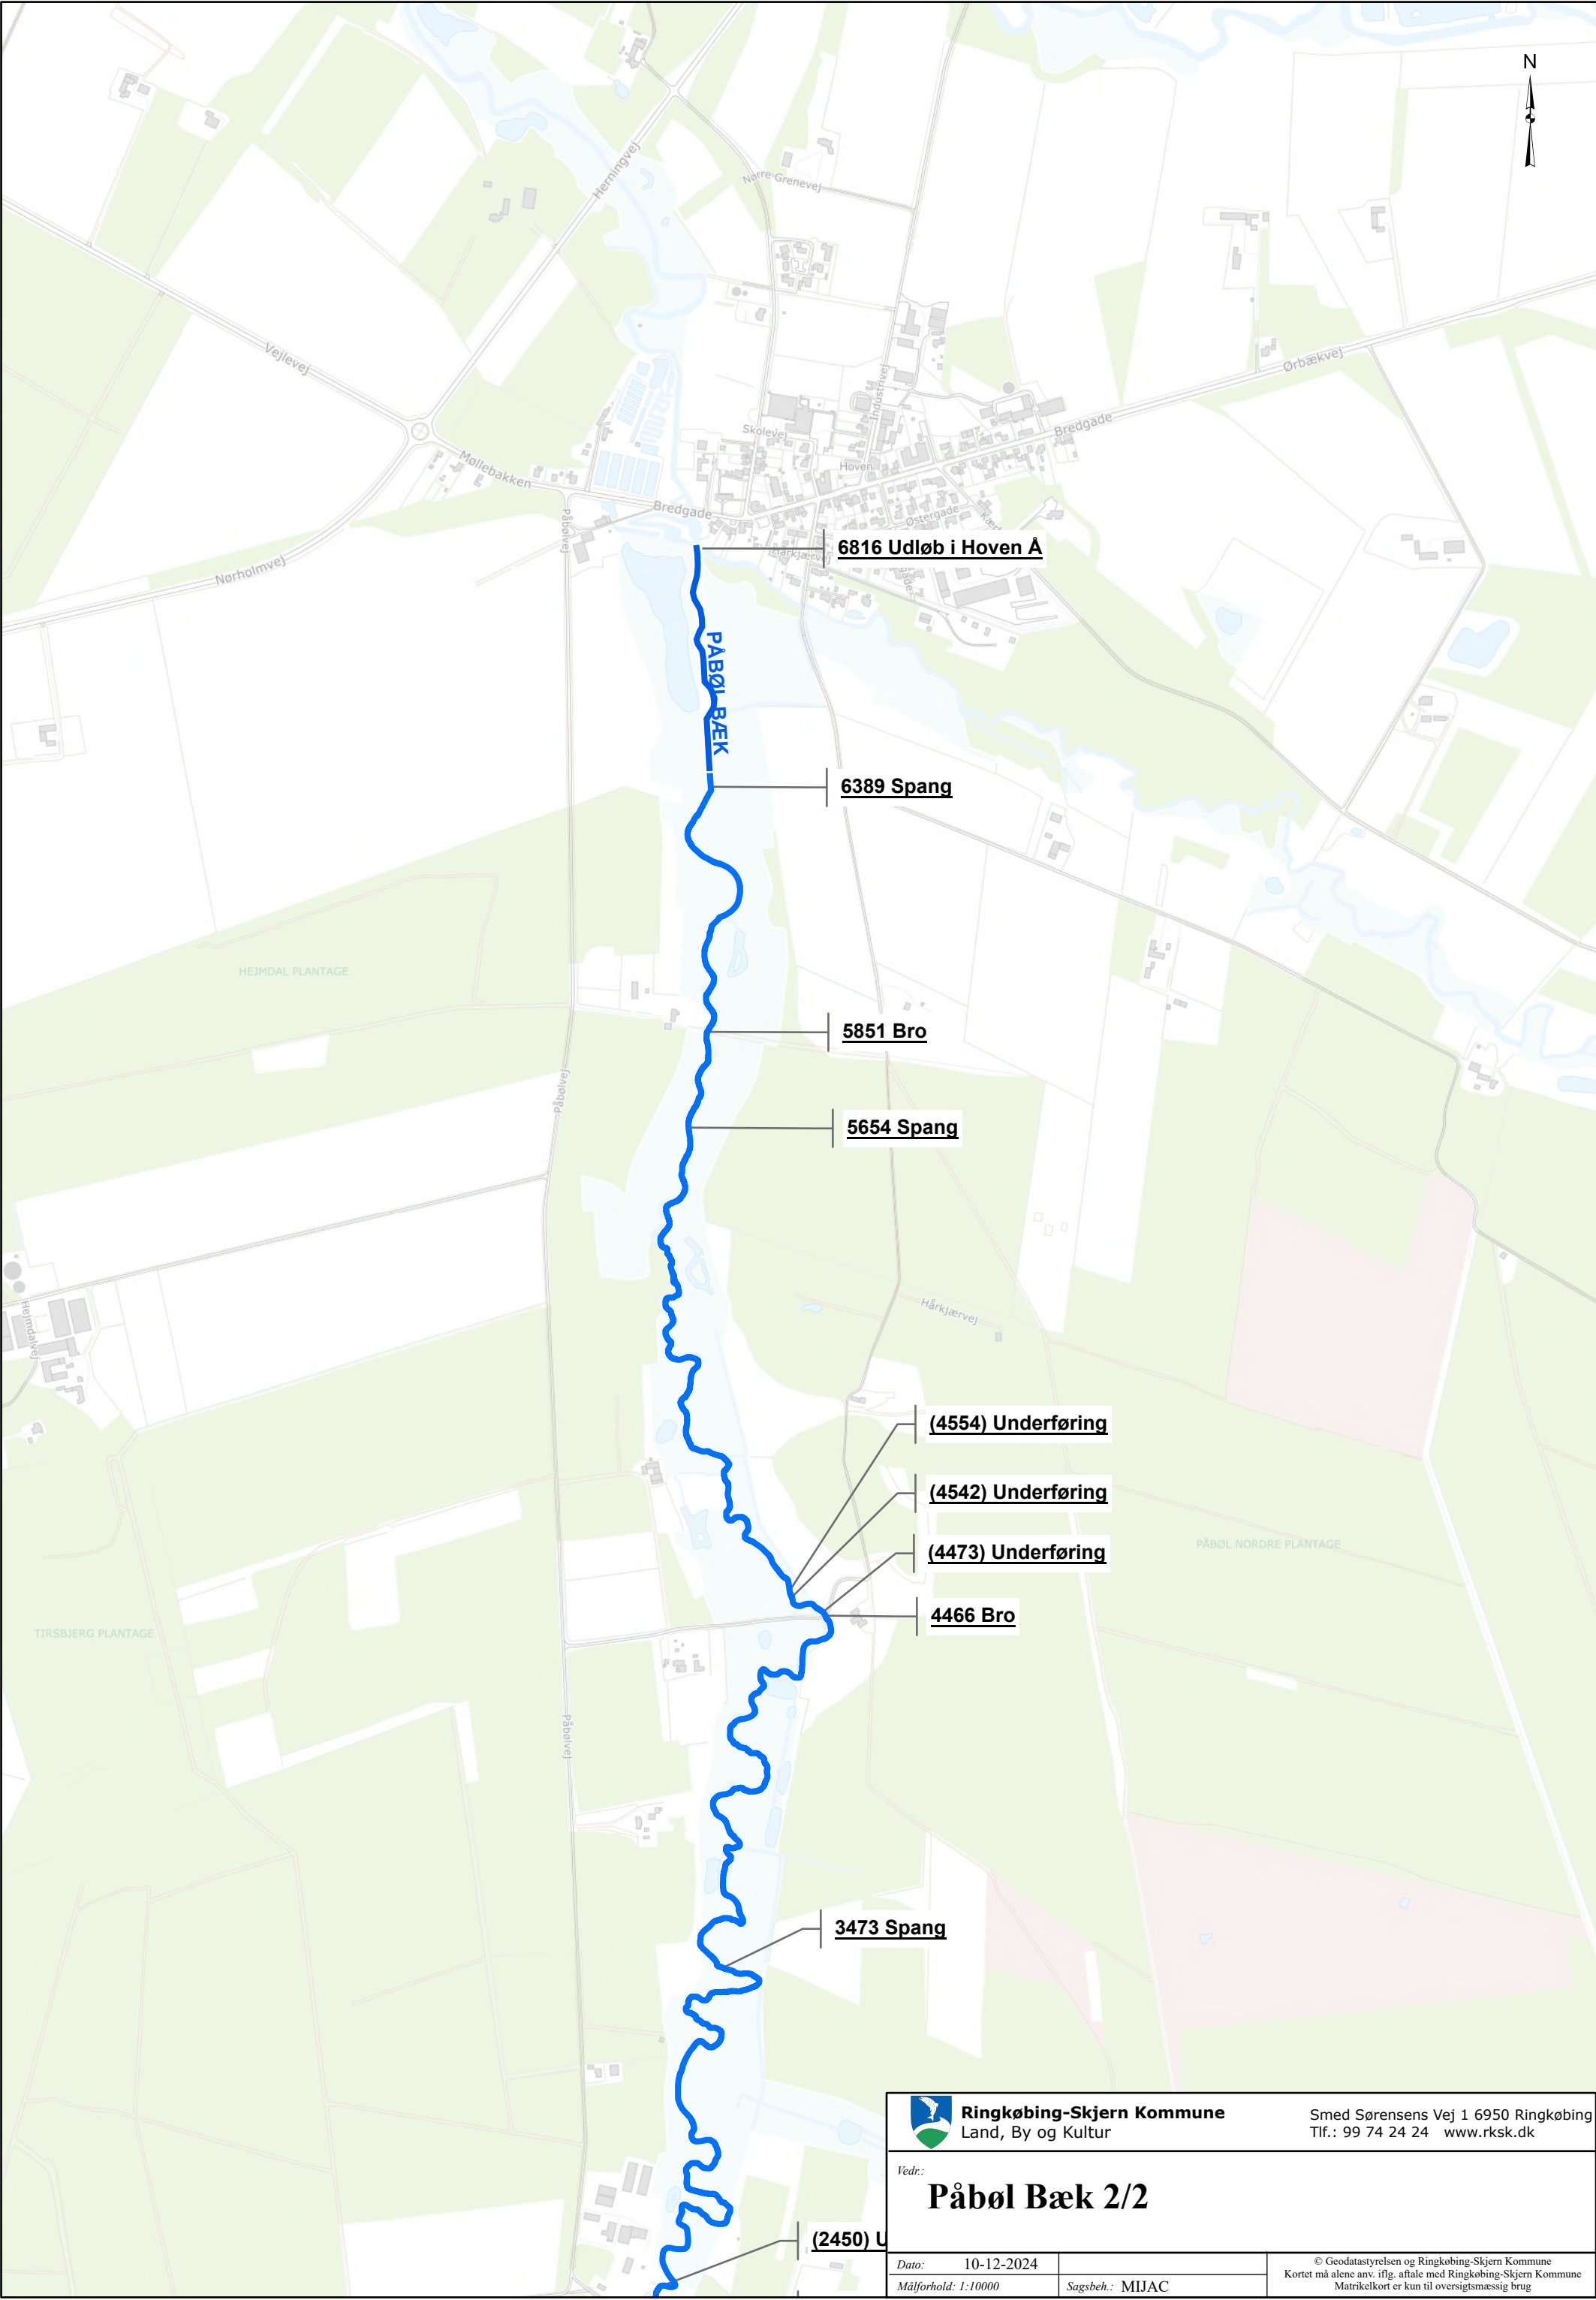 N
Herningvej
Nørre Grenevej
Vejlevej
Ørbækvej
Industrivej
Bredgade
Skolevej
Hoven
Møllebakken
Bredgade
Østergade
Påbølvej
Nørholmvej
6816 Udløb i Hoven Å
PÅBØL BÆK
6389 Spang
HEJMDAL PLANTAGE
5851 Bro
Påbølvej
5654 Spang
Hejmdalvej
Hårkjærvej
(4554) Underføring
(4542) Underføring
(4473) Underføring
PÅBØL NORDRE PLANTAGE
4466 Bro
TIRSBJERG PLANTAGE
Påbølvej
3473 Spang
(2450) U
Ringkøbing-Skjern Kommune
Land, By og Kultur
Smed Sørensens Vej 1 6950 Ringkøbing
Tlf.: 99 74 24 24 www.rksk.dk
Vedr.:
Påbøl Bæk 2/2
Dato: 10-12-2024
Målforhold: 1:10000
Sagsbeh.: MIJAC
© Geodatastyrelsen og Ringkøbing-Skjern Kommune
Kortet må alene anv. iflg. aftale med Ringkøbing-Skjern Kommune
Matrikelkort er kun til oversigtsmæssig brug